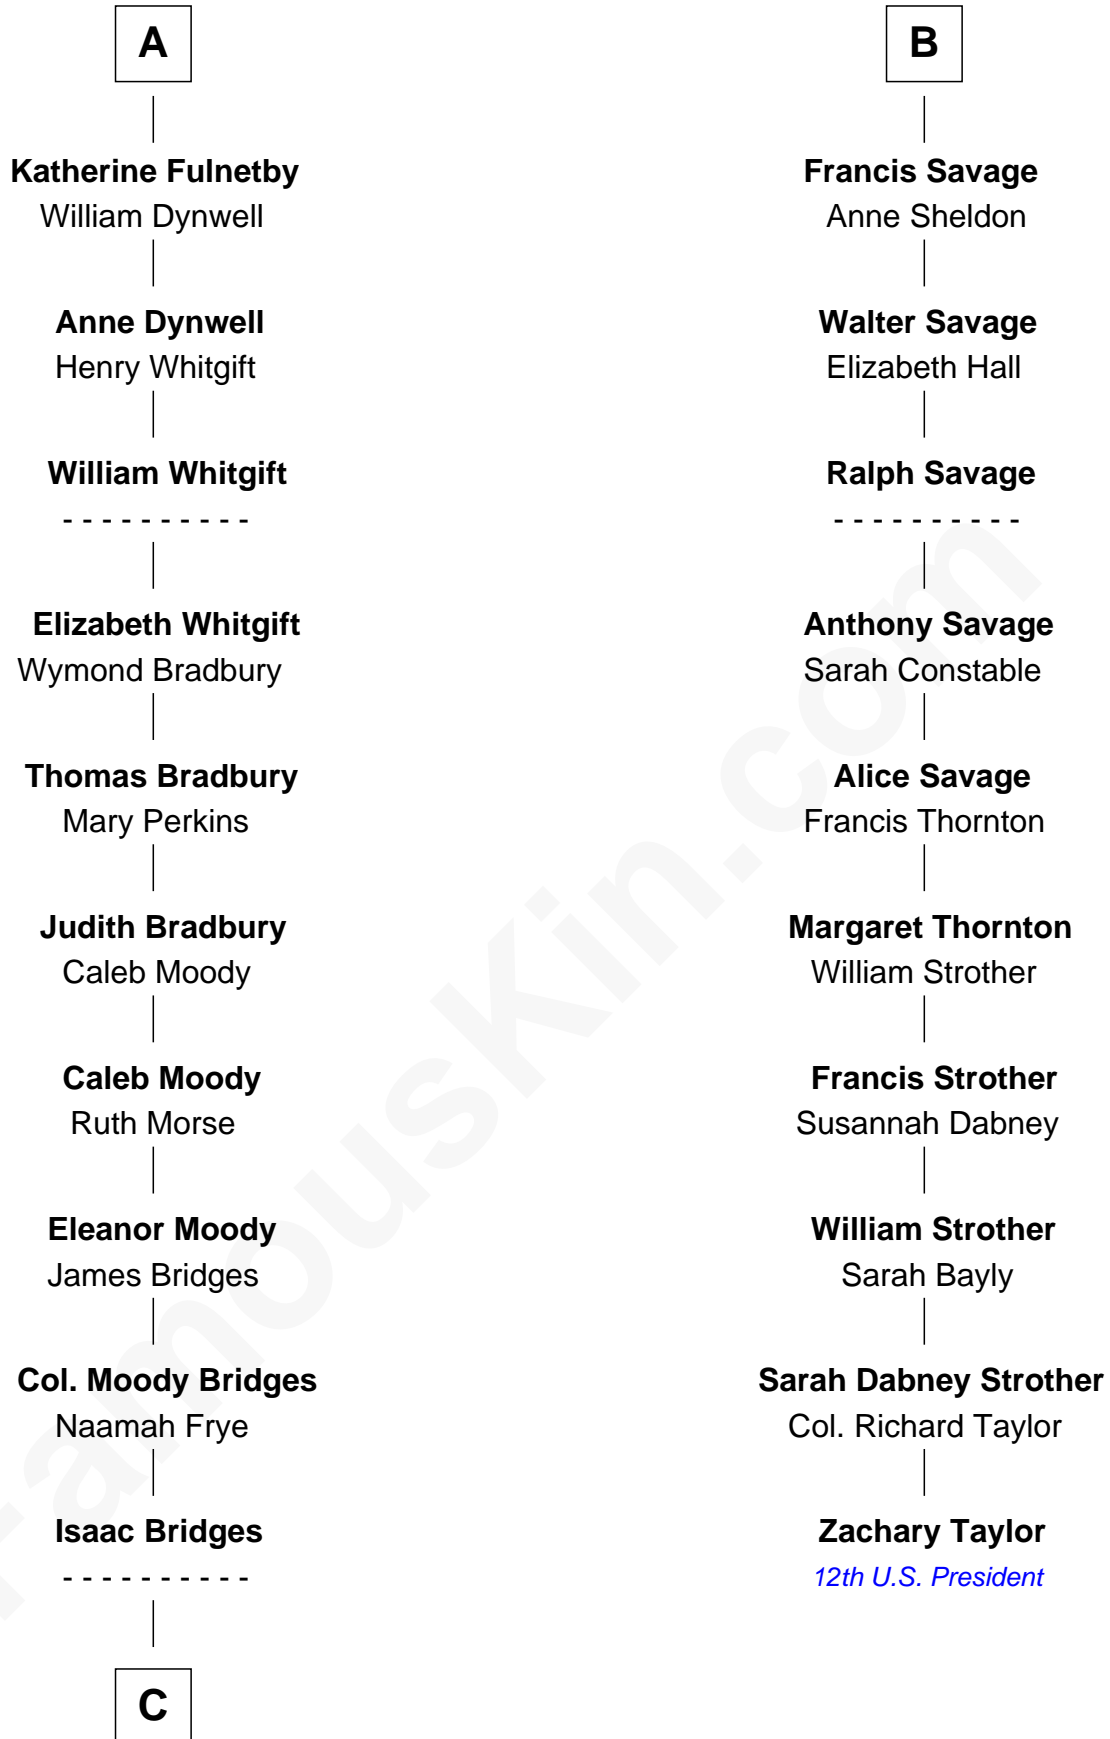 A
Katherine Fulnetby
William Dynwell
Anne Dynwell
Henry Whitgift
William Whitgift
- - - - - - - - - -
Elizabeth Whitgift
Wymond Bradbury
Thomas Bradbury
Mary Perkins
Judith Bradbury
Caleb Moody
Caleb Moody
Ruth Morse
Eleanor Moody
James Bridges
Col. Moody Bridges
Naamah Frye
Isaac Bridges
- - - - - - - - - -
C
B
Francis Savage
Anne Sheldon
Walter Savage
Elizabeth Hall
Ralph Savage
- - - - - - - - - -
Anthony Savage
Sarah Constable
Alice Savage
Francis Thornton
Margaret Thornton
William Strother
Francis Strother
Susannah Dabney
William Strother
Sarah Bayly
Sarah Dabney Strother
Col. Richard Taylor
Zachary Taylor
12th U.S. President
FamousKin.com